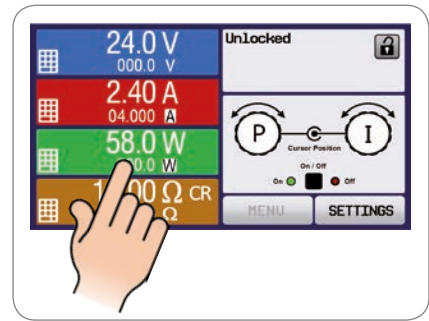 24.0 V
000.0 V
2.40 A
04.000 A
58.0 W
W
Ω CR
Ω
Unlocked
P
I
Cursor Position
On / Off
On
Off
MENU
SETTINGS